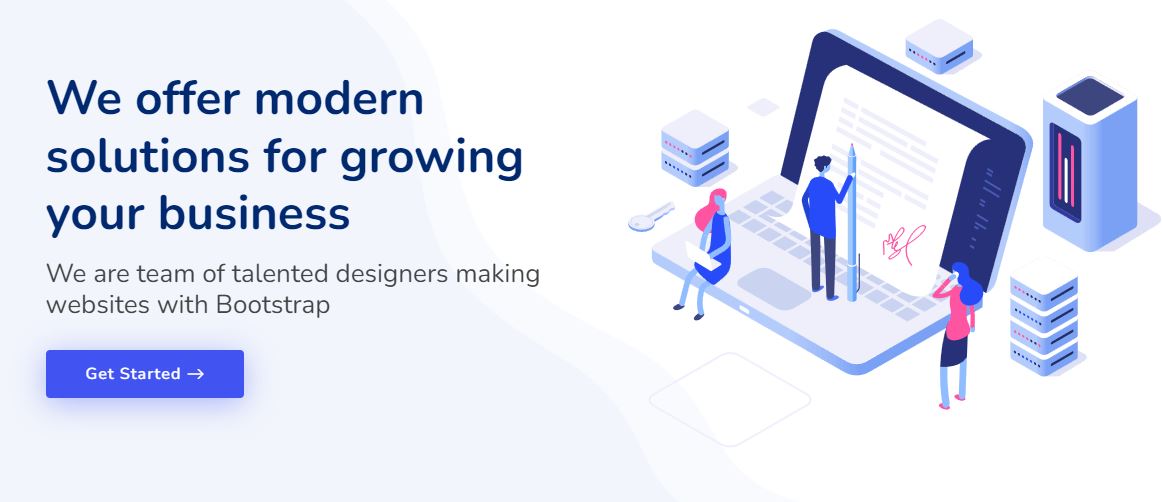 We offer modern
solutions for growing
your business
We are team of talented designers making
websites with Bootstrap
Get Started →